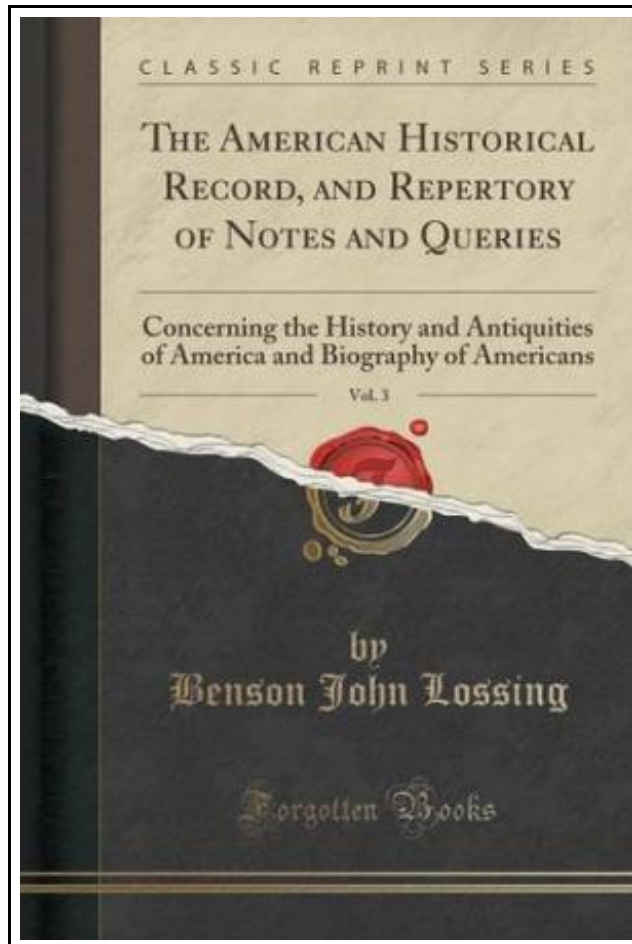 CLASSIC REPRINT SERIES
THE AMERICAN HISTORICAL
RECORD, AND REPERTORY
OF NOTES AND QUERIES
Concerning the History and Antiquities
of America and Biography of Americans
Vol. 3
by
Benson John Lossing
Forgotten Books